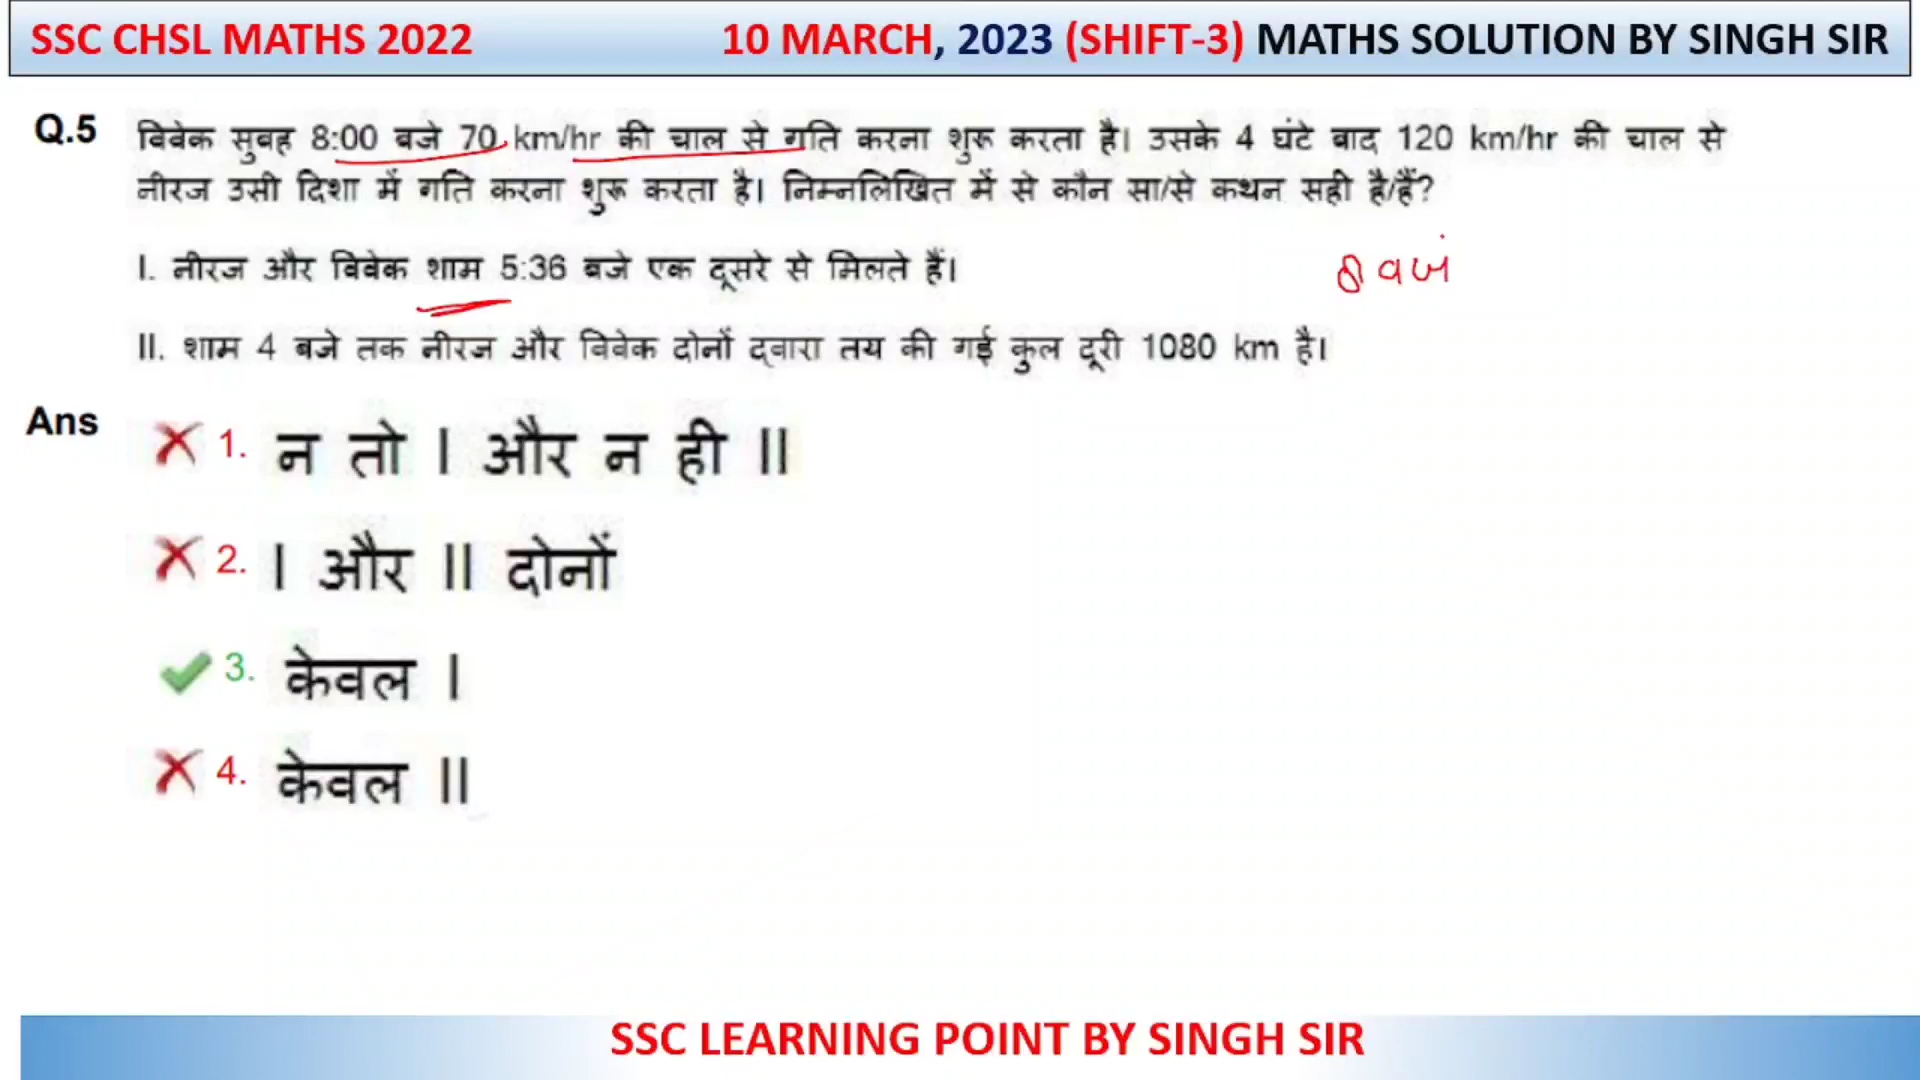 SSC CHSL MATHS 2022 10 MARCH, 2023 (SHIFT-3) MATHS SOLUTION BY SINGH SIR
Q.5 विवेक सुबह 8:00 बजे 70 km/hr की चाल से गति करना शुरू करता है। उसके 4 घंटे बाद 120 km/hr की चाल से
नीरज उसी दिशा में गति करना शुरू करता है। निम्नलिखित में से कौन सा/से कथन सही है/हैं?
I. नीरज और विवेक शाम 5:36 बजे एक दूसरे से मिलते हैं।
8 बजे
II. शाम 4 बजे तक नीरज और विवेक दोनों द्वारा तय की गई कुल दूरी 1080 km है।
Ans 1. न तो I और न ही II
2. I और II दोनों
3. केवल I
4. केवल II
SSC LEARNING POINT BY SINGH SIR